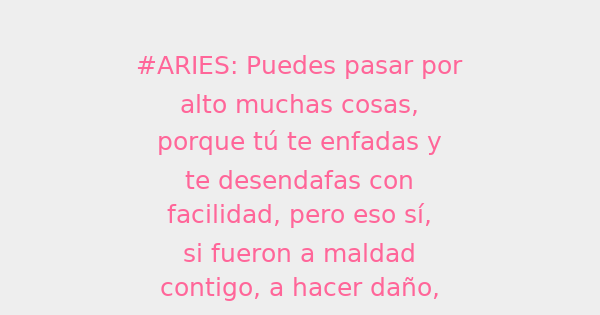 #ARIES: Puedes pasar por
alto muchas cosas,
porque tú te enfadas y
te desendafas con
facilidad, pero eso sí,
si fueron a maldad
contigo, a hacer daño,